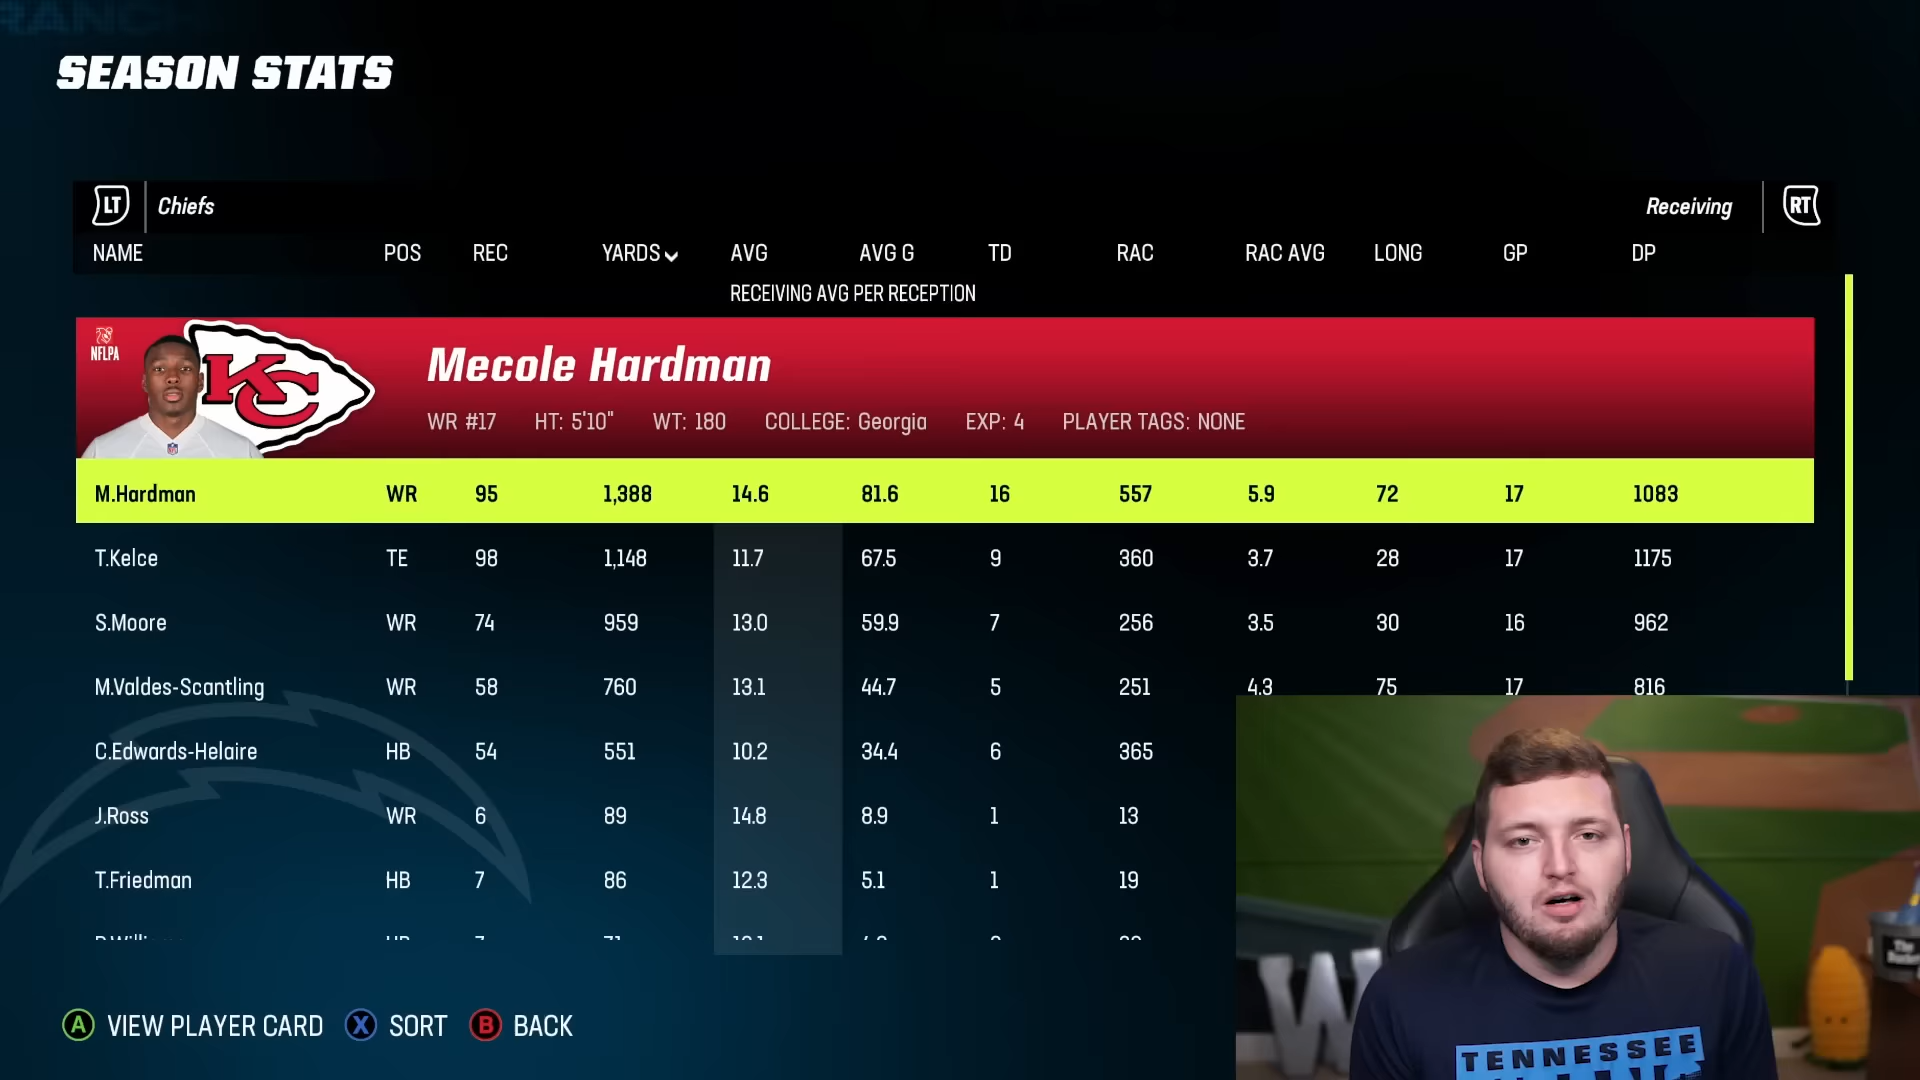 SEASON STATS
LT Chiefs Receiving RT
NAME POS REC YARDS AVG AVG G TD RAC RAC AVG LONG GP DP
RECEIVING AVG PER RECEPTION
NFLPA
KC
Mecole Hardman
WR #17 HT: 5'10" WT: 180 COLLEGE: Georgia EXP: 4 PLAYER TAGS: NONE
M.Hardman WR 95 1,388 14.6 81.6 16 557 5.9 72 17 1083
T.Kelce TE 98 1,148 11.7 67.5 9 360 3.7 28 17 1175
S.Moore WR 74 959 13.0 59.9 7 256 3.5 30 16 962
M.Valdes-Scantling WR 58 760 13.1 44.7 5 251 4.3 75 17 816
C.Edwards-Helaire HB 54 551 10.2 34.4 6 365
J.Ross WR 6 89 14.8 8.9 1 13
T.Friedman HB 7 86 12.3 5.1 1 19
A VIEW PLAYER CARD X SORT B BACK
W
The
TENNESSEE